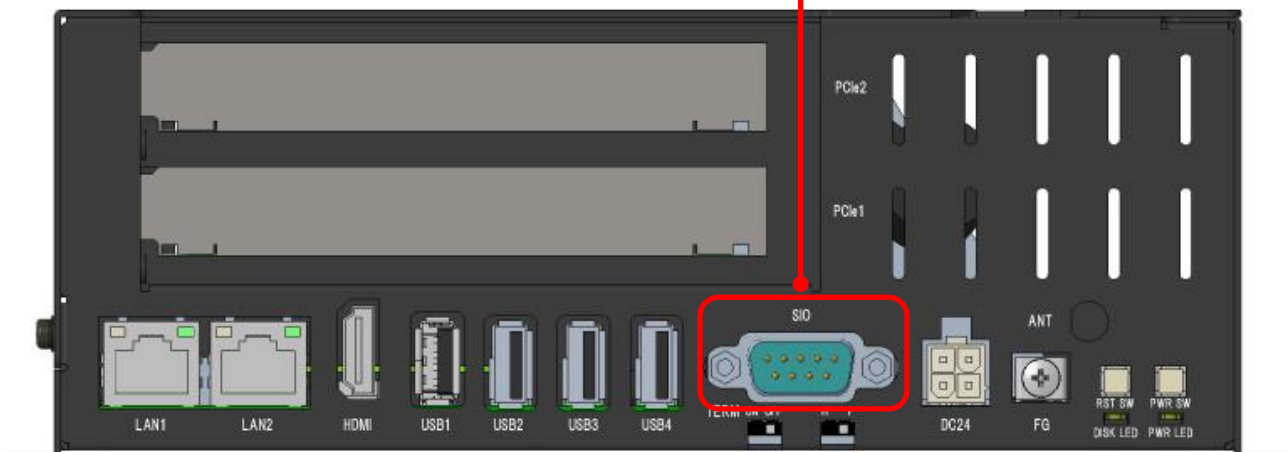 PCIe2
PCIe1
SIO
ANT
TERM
LAN1
LAN2
HDMI
USB1
USB2
USB3
USB4
DC24
FG
RST SW
PWR SW
DISK LED
PWR LED